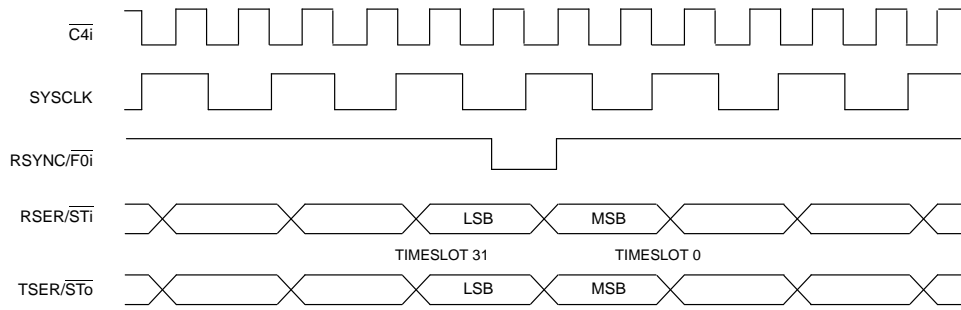 C4i
SYSCLK
RSYNC/F0i
RSER/STi LSB MSB
TIMESLOT 31 TIMESLOT 0
TSER/STo LSB MSB